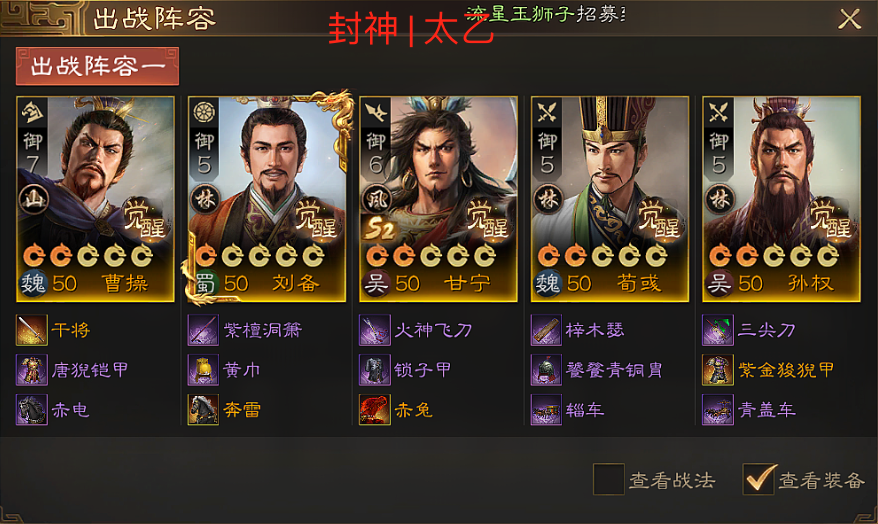 出战阵容
流星玉狮子招募
封神|太乙
出战阵容一
御 7 山 觉醒 魏 50 曹操
御 5 林 觉醒 蜀 50 刘备
御 6 风 S2 觉醒 吴 50 甘宁
御 5 林 觉醒 魏 50 荀彧
御 5 林 觉醒 吴 50 孙权
干将 紫檀洞箫 火神飞刀 梓木瑟 三尖刀
唐猊铠甲 黄巾 锁子甲 饕餮青铜胄 紫金狻猊甲
赤电 奔雷 赤兔 辎车 青盖车
查看战法 查看装备